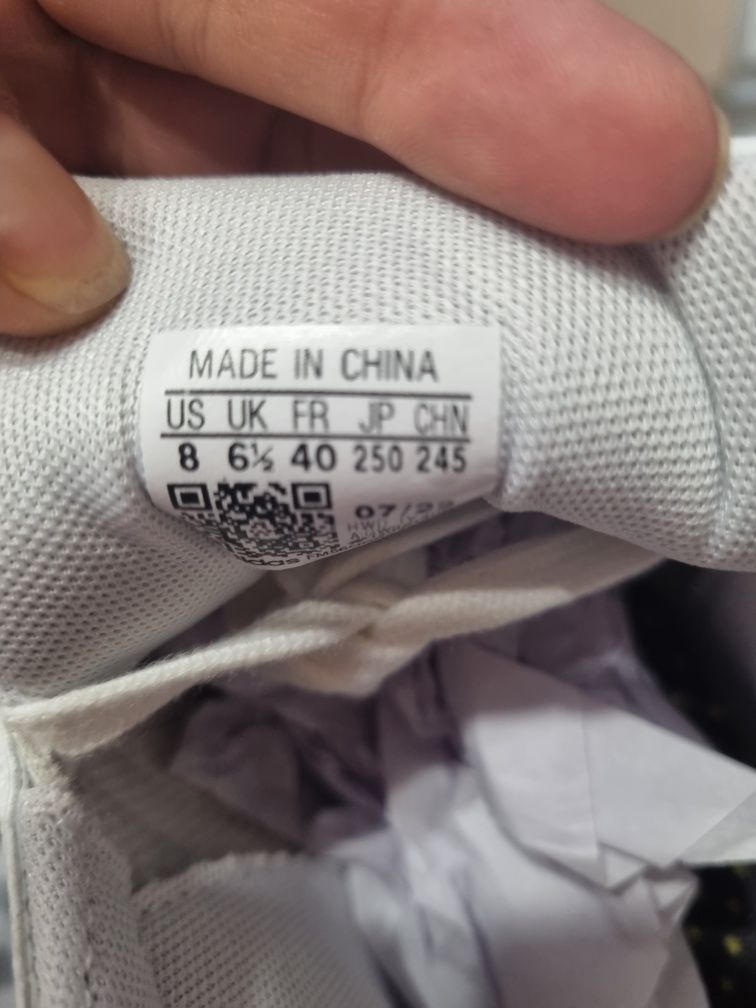 MADE IN CHINA
US UK FR JP CHN
8 6½ 40 250 245
07/22